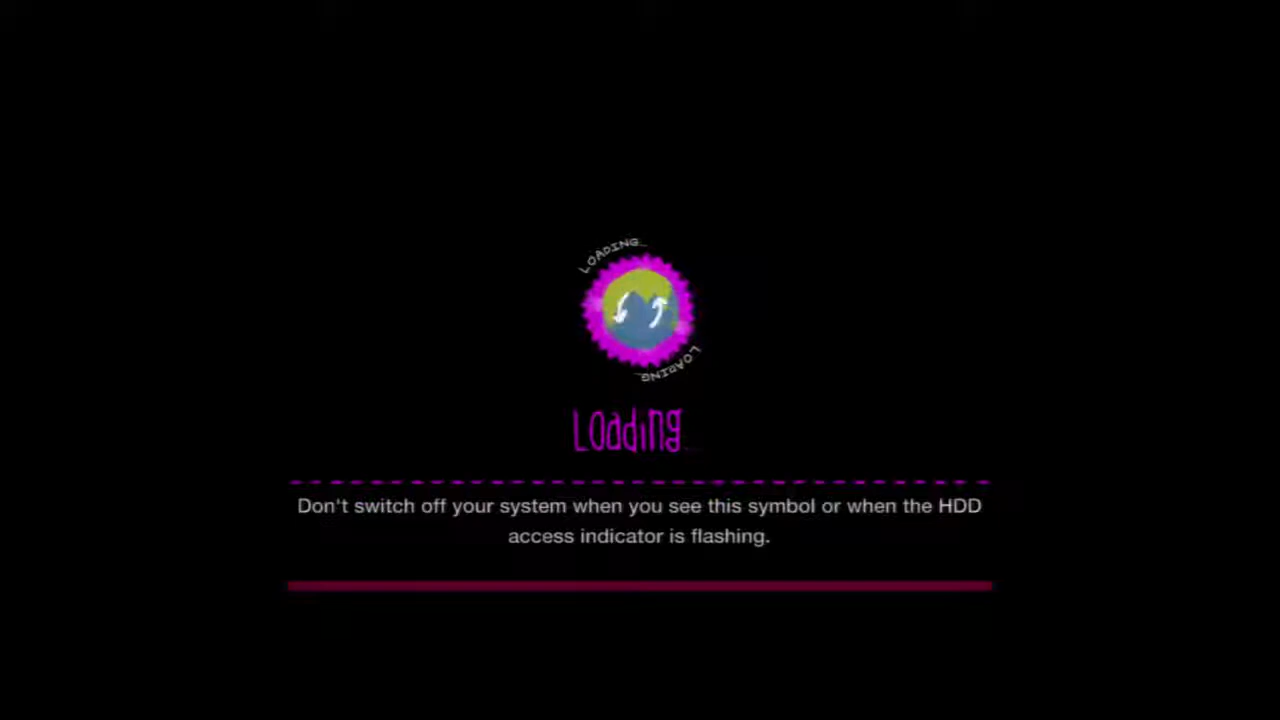 LOADING...
LOADING...
Loading...
Don't switch off your system when you see this symbol or when the HDD
access indicator is flashing.